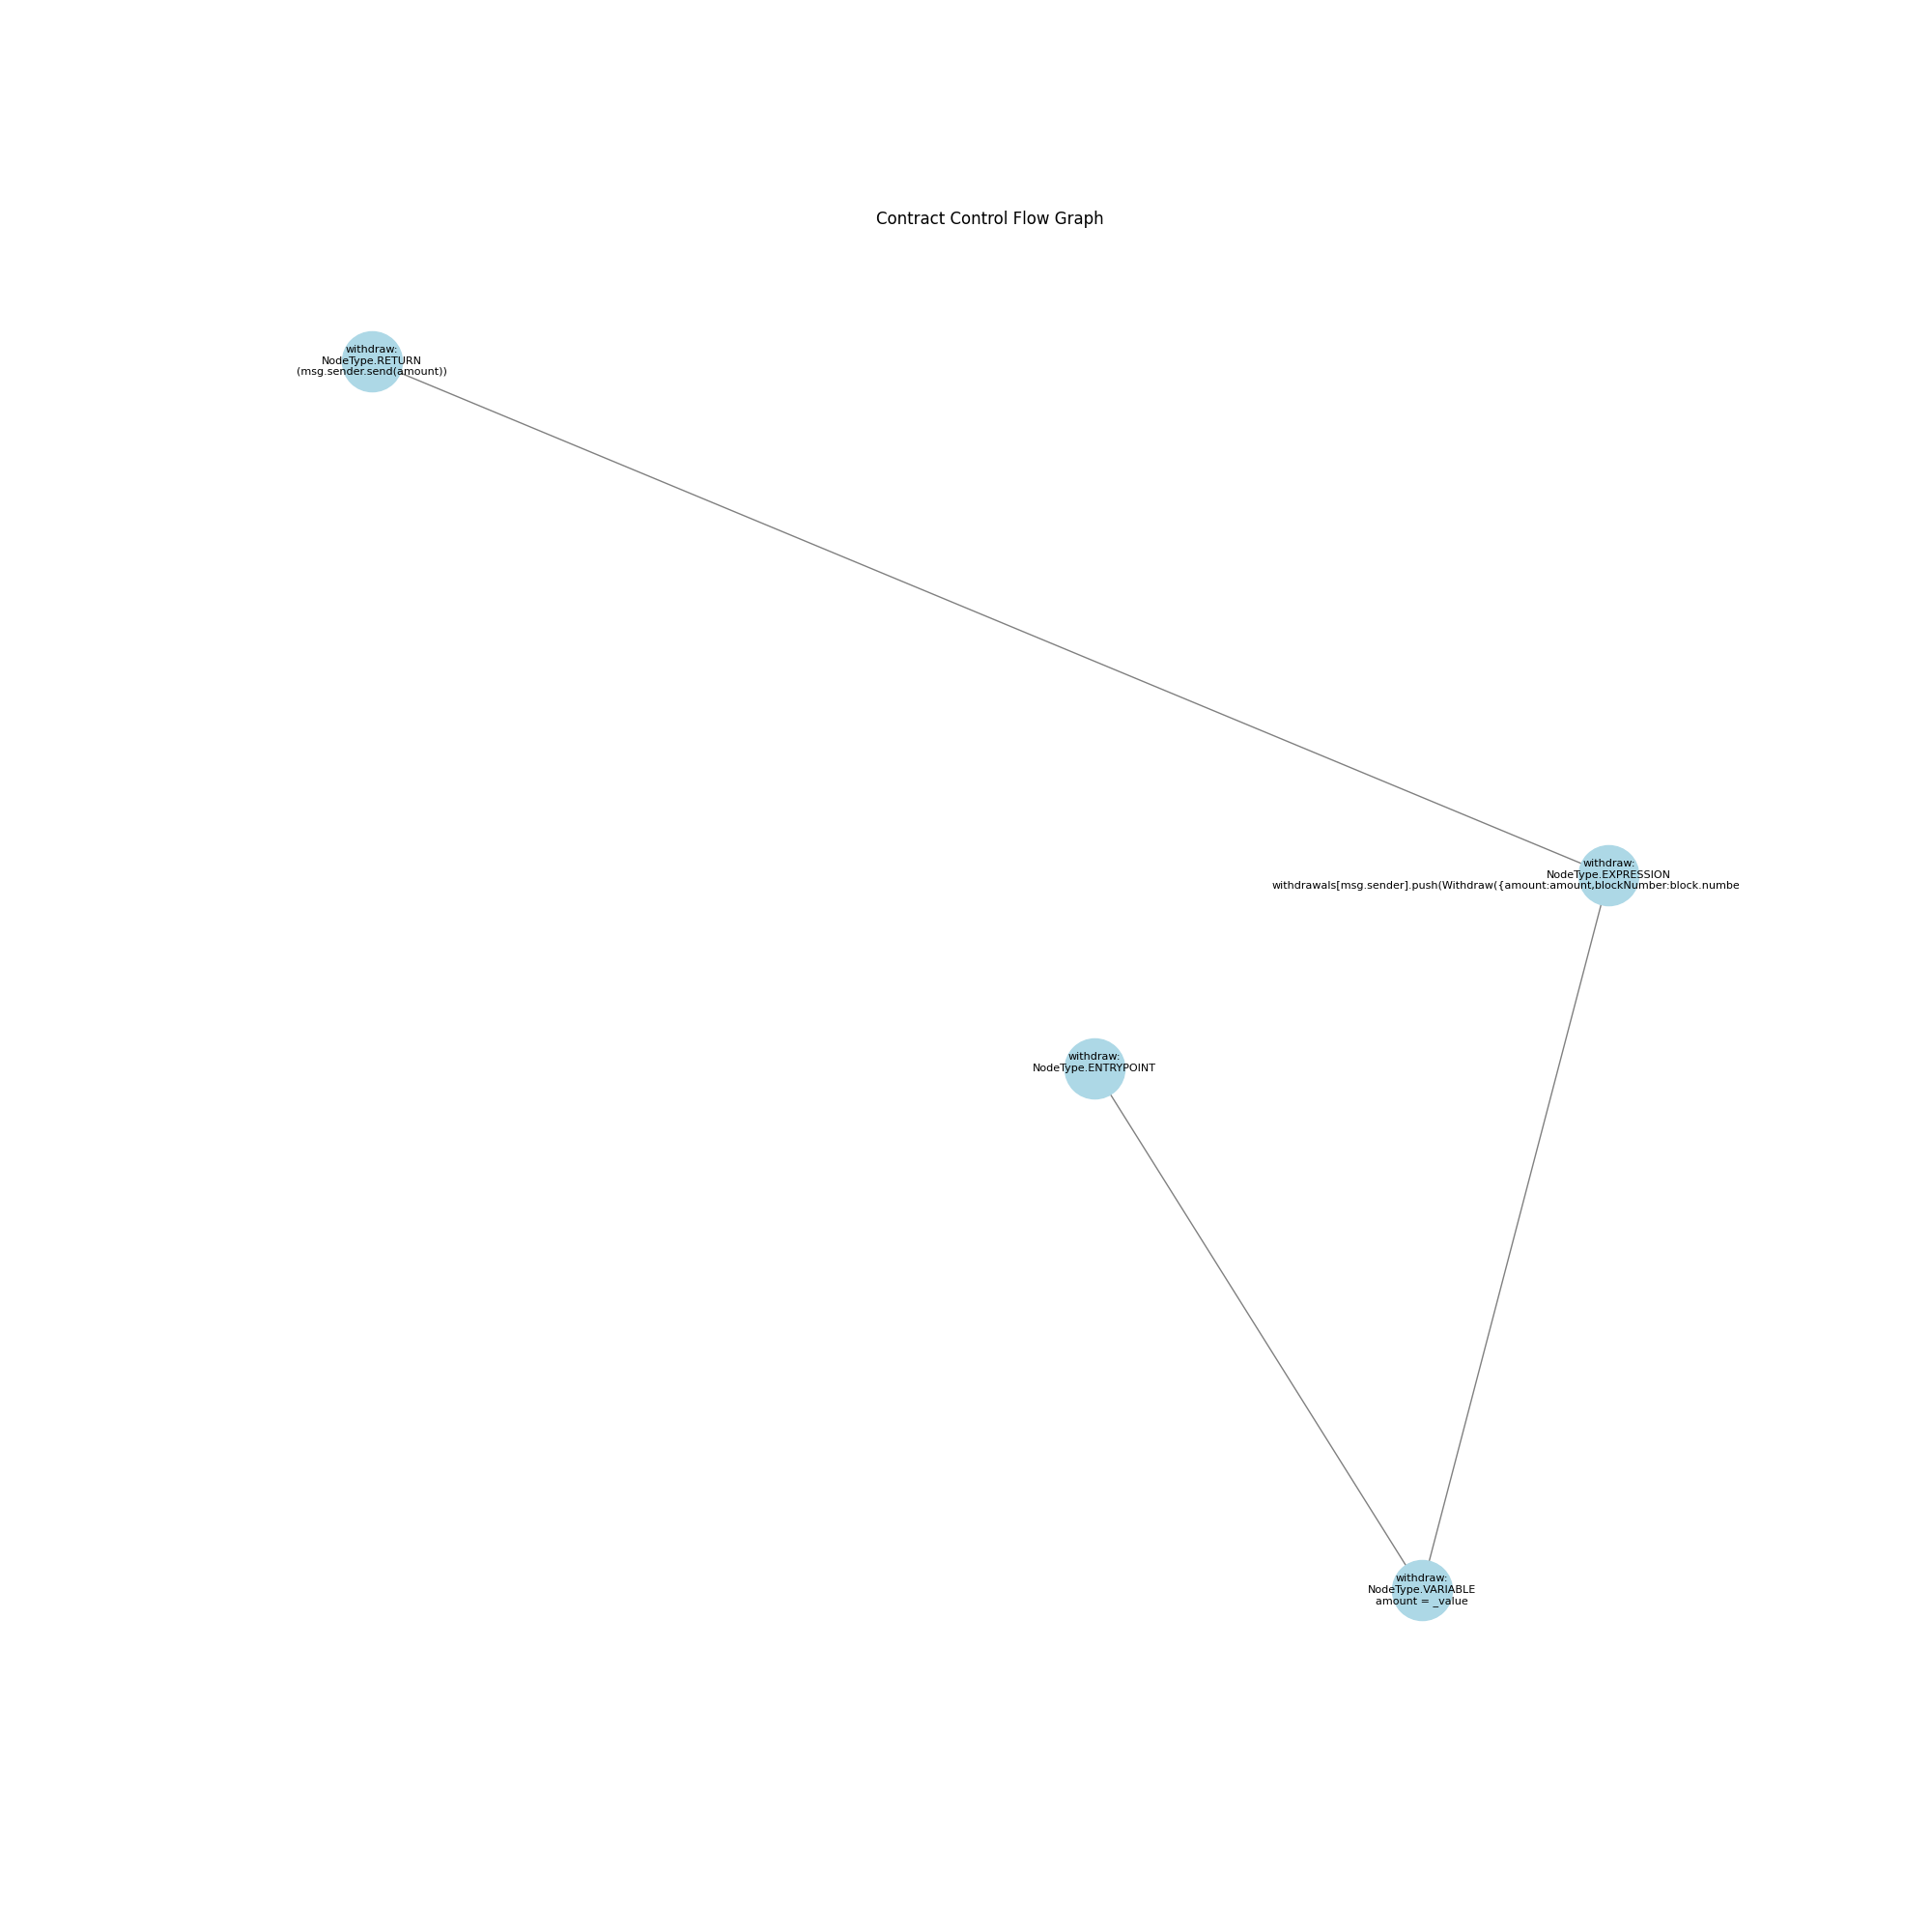 Contract Control Flow Graph
withdraw:
NodeType.RETURN
(msg.sender.send(amount))
withdraw:
NodeType.EXPRESSION
withdrawals[msg.sender].push(Withdraw({amount:amount,blockNumber:block.numbe
withdraw:
NodeType.ENTRYPOINT
withdraw:
NodeType.VARIABLE
amount = _value